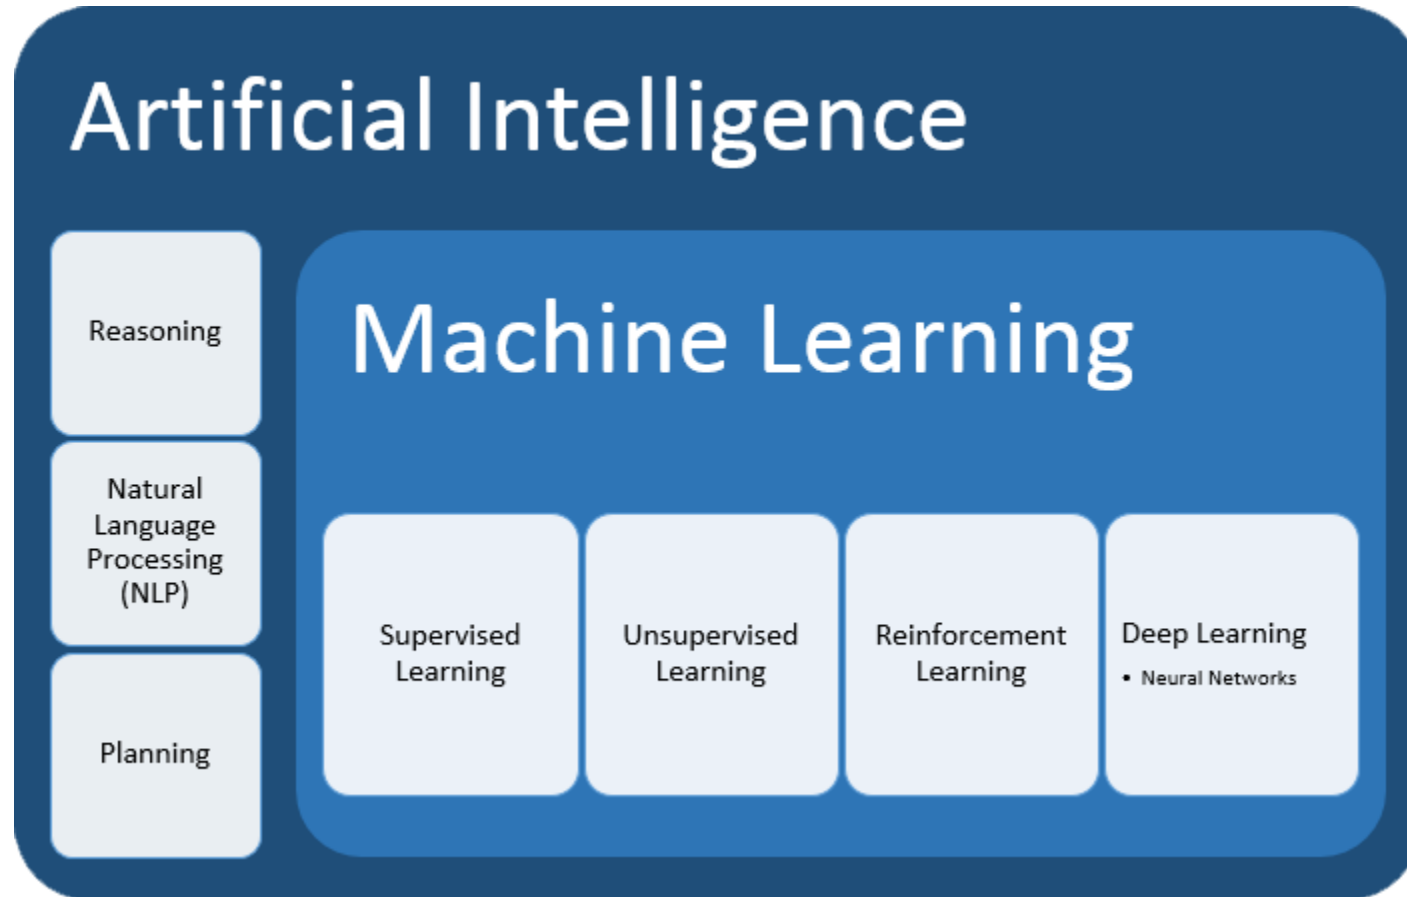 Artificial Intelligence
Reasoning
Natural
Language
Processing
(NLP)
Planning
Machine Learning
Supervised
Learning
Unsupervised
Learning
Reinforcement
Learning
Deep Learning
• Neural Networks